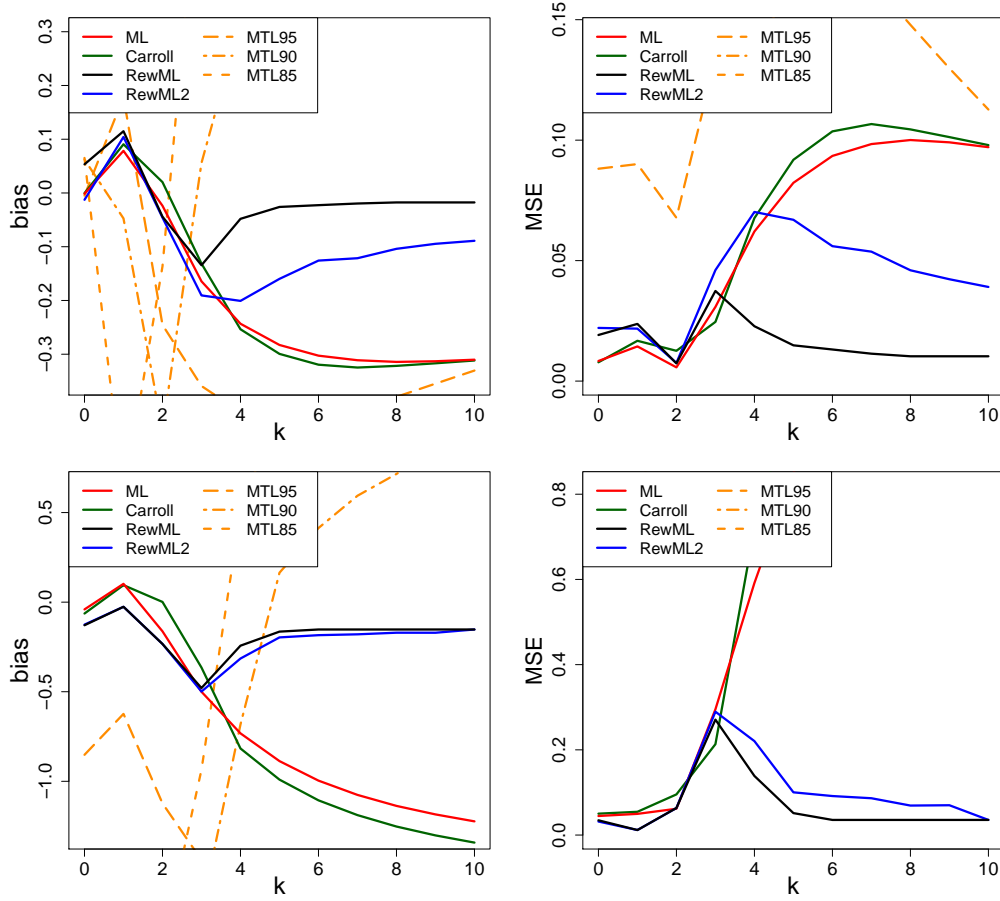 ML
Carroll
RewML
RewML2
MTL95
MTL90
MTL85
bias
0.3
0.2
0.1
0.0
−0.1
−0.2
−0.3
0 2 4 6 8 10
k
ML
Carroll
RewML
RewML2
MTL95
MTL90
MTL85
MSE
0.15
0.10
0.05
0.00
0 2 4 6 8 10
k
ML
Carroll
RewML
RewML2
MTL95
MTL90
MTL85
bias
0.5
0.0
−0.5
−1.0
0 2 4 6 8 10
k
ML
Carroll
RewML
RewML2
MTL95
MTL90
MTL85
MSE
0.8
0.6
0.4
0.2
0.0
0 2 4 6 8 10
k